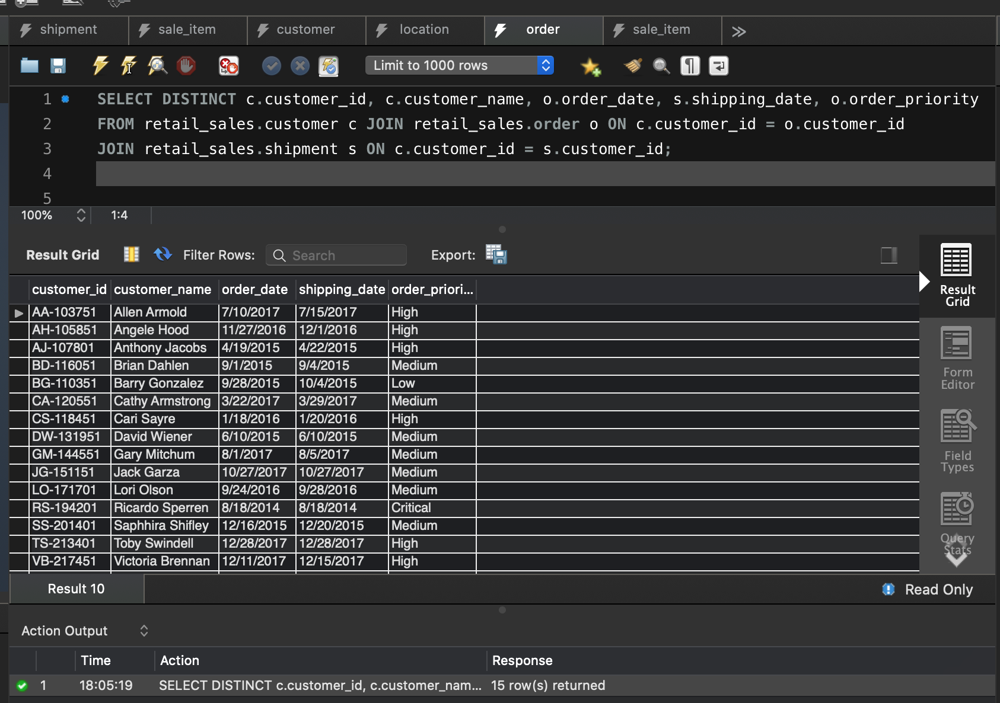 shipment sale_item customer location order sale_item »
Limit to 1000 rows
1 SELECT DISTINCT c.customer_id, c.customer_name, o.order_date, s.shipping_date, o.order_priority
2 FROM retail_sales.customer c JOIN retail_sales.order o ON c.customer_id = o.customer_id
3 JOIN retail_sales.shipment s ON c.customer_id = s.customer_id;
4
5
100% 1:4
Result Grid Filter Rows: Search Export:
customer_id customer_name order_date shipping_date order_priori...
AA-103751 Allen Armold 7/10/2017 7/15/2017 High
AH-105851 Angele Hood 11/27/2016 12/1/2016 High
AJ-107801 Anthony Jacobs 4/19/2015 4/22/2015 High
BD-116051 Brian Dahlen 9/1/2015 9/4/2015 Medium
BG-110351 Barry Gonzalez 9/28/2015 10/4/2015 Low
CA-120551 Cathy Armstrong 3/22/2017 3/29/2017 Medium
CS-118451 Cari Sayre 1/18/2016 1/20/2016 High
DW-131951 David Wiener 6/10/2015 6/10/2015 Medium
GM-144551 Gary Mitchum 8/1/2017 8/5/2017 Medium
JG-151151 Jack Garza 10/27/2017 10/27/2017 Medium
LO-171701 Lori Olson 9/24/2016 9/28/2016 Medium
RS-194201 Ricardo Sperren 8/18/2014 8/18/2014 Critical
SS-201401 Saphhira Shifley 12/16/2015 12/20/2015 Medium
TS-213401 Toby Swindell 12/28/2017 12/28/2017 High
VB-217451 Victoria Brennan 12/11/2017 12/15/2017 High
Result
Grid
Form
Editor
Field
Types
Query
Stats
Result 10 Read Only
Action Output
Time Action Response
1 18:05:19 SELECT DISTINCT c.customer_id, c.customer_nam... 15 row(s) returned